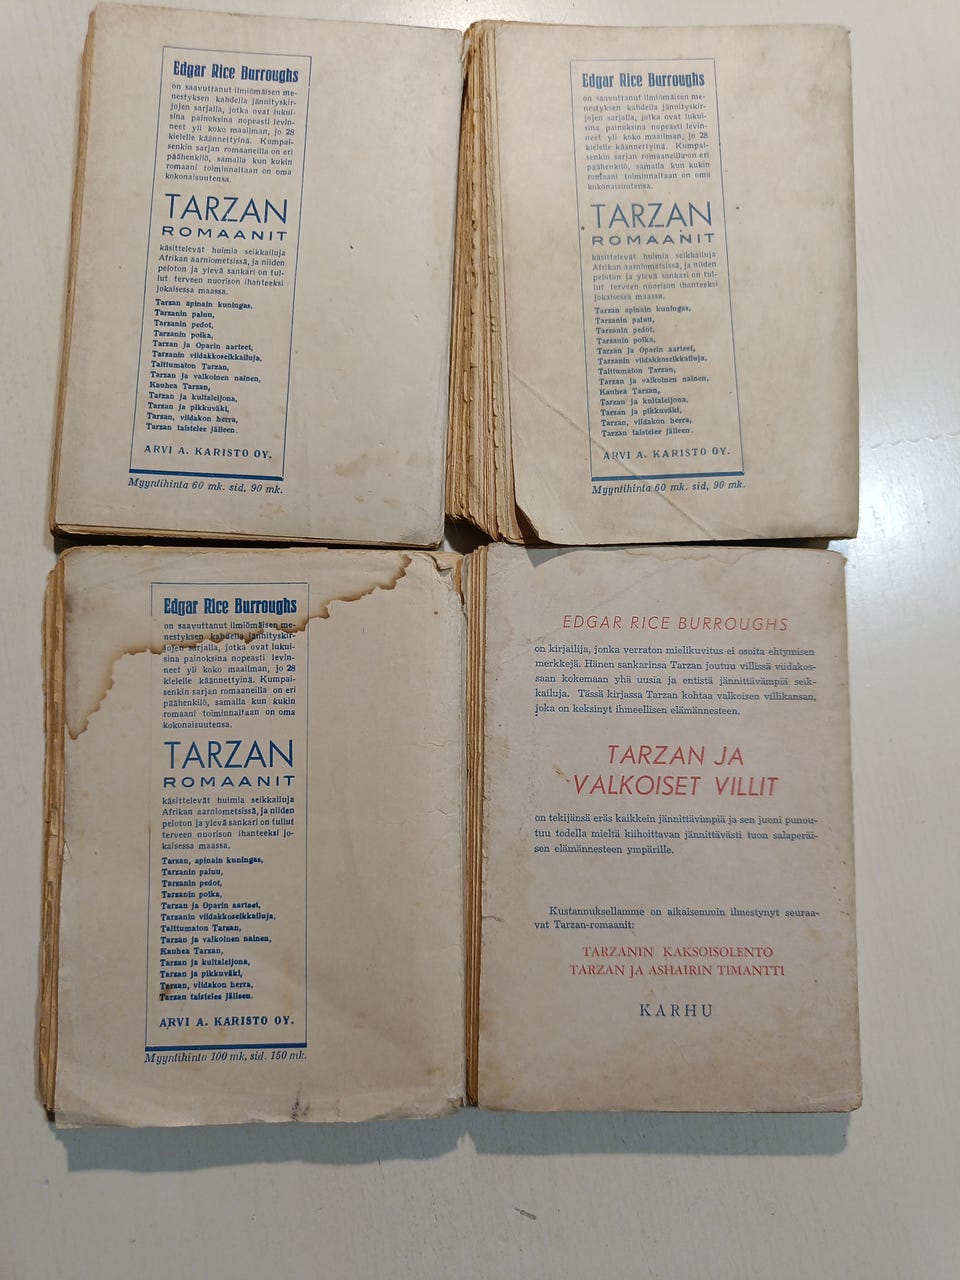 Edgar Rice Burroughs
on saavuttanut ilmiömäisen me-
nestyksen kahdella jännityskir-
jojen sarjalla, jotka ovat lukui-
sina painoksina nopeasti levin-
neet yli koko maailman, jo 28
kielelle käännettyinä. Kumpai-
senkin sarjan romaaneilla on eri
päähenkilö, samalla kun kukin
romaani toiminnaltaan on oma
kokonaisuutensa.
TARZAN
ROMAANIT
käsittelevät huimia seikkailuja
Afrikan aarniometsissä, ja niiden
peloton ja ylevä sankari on tul-
lut terveen nuorison ihanteeksi
jokaisessa maassa.
Tarzan apinain kuningas,
Tarzanin paluu,
Tarzanin pedot,
Tarzanin poika,
Tarzan ja Oparin aarteet,
Tarzanin viidakkoseikkailuja,
Talttumaton Tarzan,
Tarzan ja valkoinen nainen,
Kauhea Tarzan,
Tarzan ja kultaleijona,
Tarzan ja pikkuväki,
Tarzan, viidakon herra,
Tarzan taistelee jälleen.
ARVI A. KARISTO OY.
Myyntihinta 60 mk. sid, 90 mk.
Edgar Rice Burroughs
on saavuttanut ilmiömäisen me-
nestyksen kahdella jännityskir-
jojen sarjalla, jotka ovat lukui-
sina painoksina nopeasti levin-
neet yli koko maailman, jo 28
kielelle käännettyinä. Kumpai-
senkin sarjan romaaneilla on eri
päähenkilö, samalla kun kukin
romaani toiminnaltaan on oma
kokonaisuutensa.
TARZAN
ROMAANIT
käsittelevät huimia seikkailuja
Afrikan aarniometsissä, ja niiden
peloton ja ylevä sankari on tul-
lut terveen nuorison ihanteeksi
jokaisessa maassa.
Tarzan apinain kuningas,
Tarzanin paluu,
Tarzanin pedot,
Tarzanin poika,
Tarzan ja Oparin aarteet,
Tarzanin viidakkoseikkailuja,
Talttumaton Tarzan,
Tarzan ja valkoinen nainen,
Kauhea Tarzan,
Tarzan ja kultaleijona,
Tarzan ja pikkuväki,
Tarzan, viidakon herra,
Tarzan taistelee jälleen.
ARVI A. KARISTO OY.
Myyntihinta 60 mk. sid, 90 mk.
Edgar Rice Burroughs
on saavuttanut ilmiömäisen me-
nestyksen kahdella jännityskir-
jojen sarjalla, jotka ovat lukui-
sina painoksina nopeasti levin-
neet yli koko maailman, jo 28
kielelle käännettyinä. Kumpai-
senkin sarjan romaaneilla on eri
päähenkilö, samalla kun kukin
romaani toiminnaltaan on oma
kokonaisuutensa.
TARZAN
ROMAANIT
käsittelevät huimia seikkailuja
Afrikan aarniometsissä, ja niiden
peloton ja ylevä sankari on tullut
terveen nuorison ihanteeksi jo-
kaisessa maassa.
Tarzan, apinain kuningas,
Tarzanin paluu,
Tarzanin pedot,
Tarzanin poika,
Tarzan ja Oparin aarteet,
Tarzanin viidakkoseikkailuja,
Talttumaton Tarzan,
Tarzan ja valkoinen nainen,
Kauhea Tarzan,
Tarzan ja kultaleijona,
Tarzan ja pikkuväki,
Tarzan, viidakon herra,
Tarzan taistelee jälleen.
ARVI A. KARISTO OY.
Myyntihinta 100 mk, sid. 150 mk.
EDGAR RICE BURROUGHS
on kirjailija, jonka verraton mielikuvitus ei osoita ehtymisen
merkkejä. Hänen sankarinsa Tarzan joutuu villissä viidakos-
saan kokemaan yhä uusia ja entistä jännittävämpiä seik-
kailuja. Tässä kirjassa Tarzan kohtaa valkoisen villikansan,
joka on keksinyt ihmeellisen elämännesteen.
TARZAN JA
VALKOISET VILLIT
on tekijänsä eräs kaikkein jännittävimpiä ja sen juoni punou-
tuu todella mieltä kiihoittavan jännittävästi tuon salaperäi-
sen elämännesteen ympärille.
Kustannuksellamme on aikaisemmin ilmestynyt seuraa-
vat Tarzan-romaanit:
TARZANIN KAKSOISOLENTO
TARZAN JA ASHAIRIN TIMANTTI
KARHU